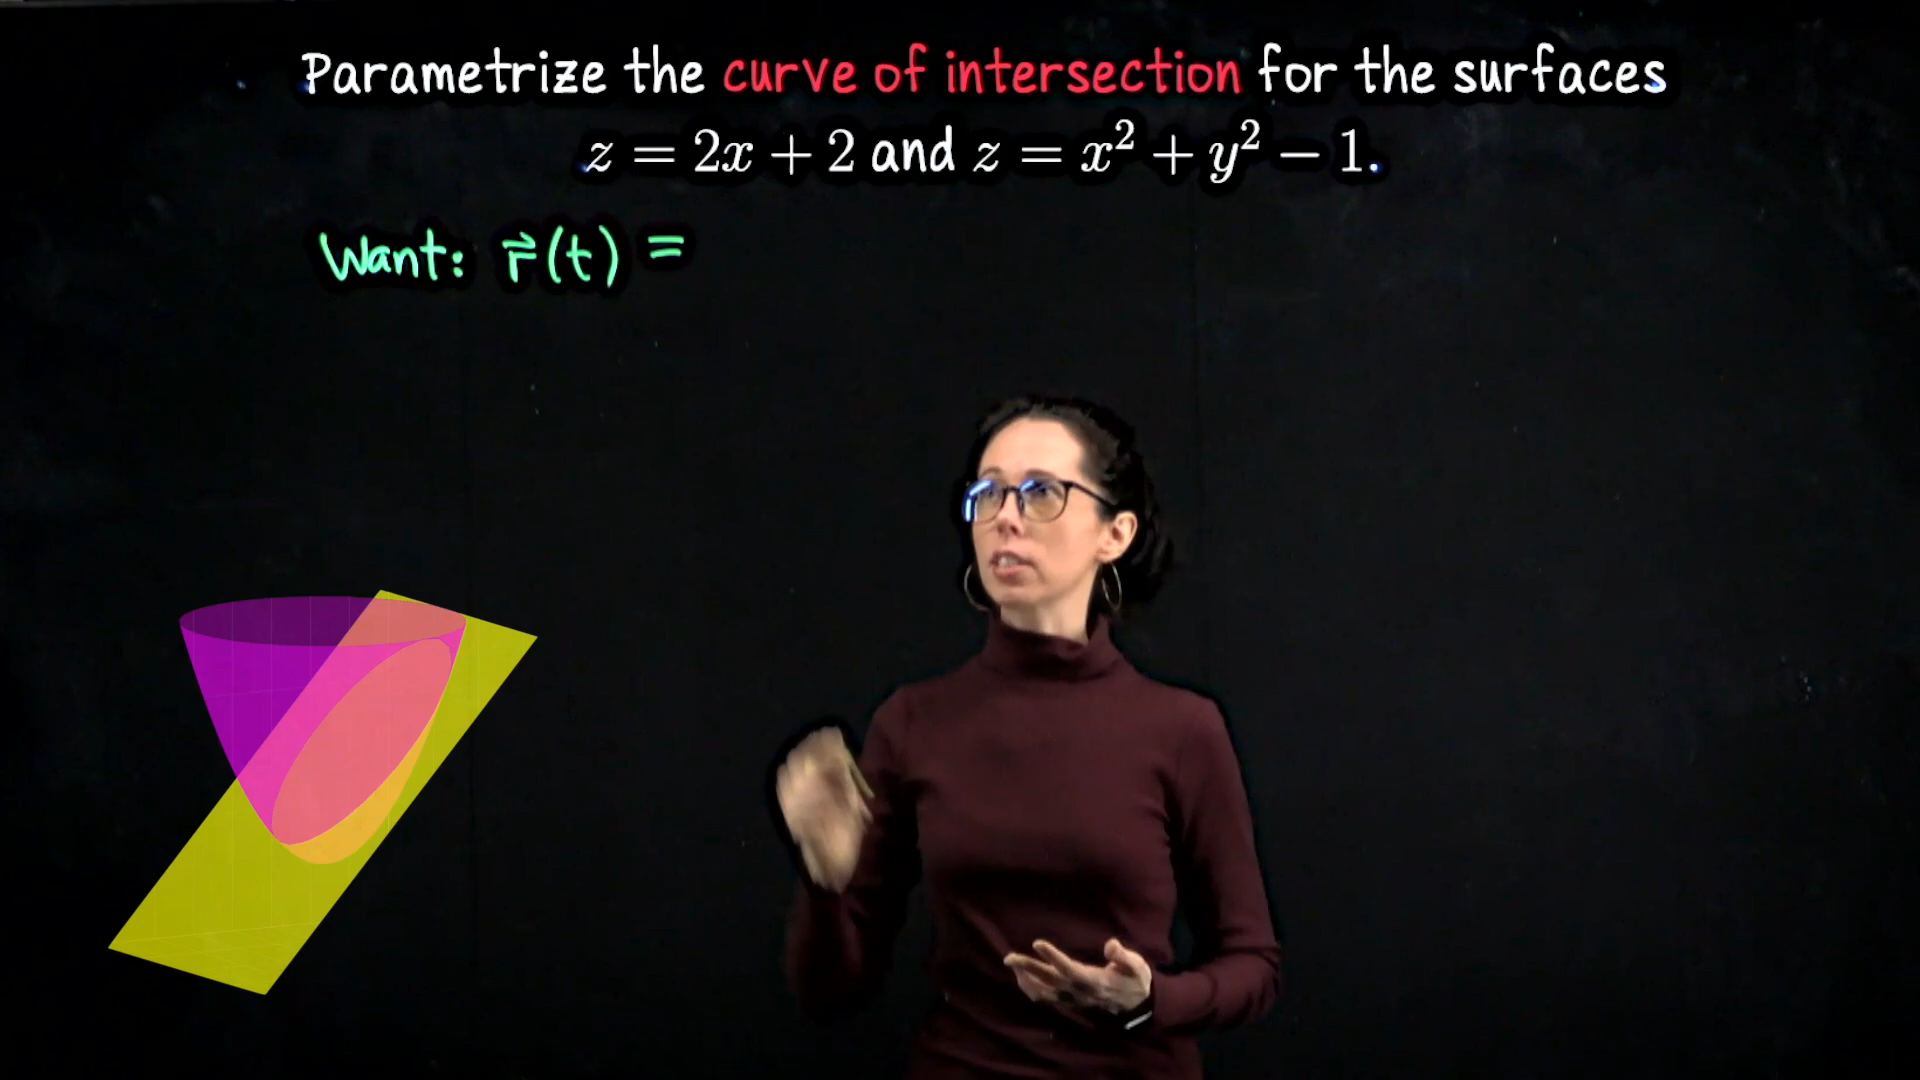 Parametrize the curve of intersection for the surfaces
z = 2x + 2 and z = x² + y² − 1.
Want: r⃗(t) =